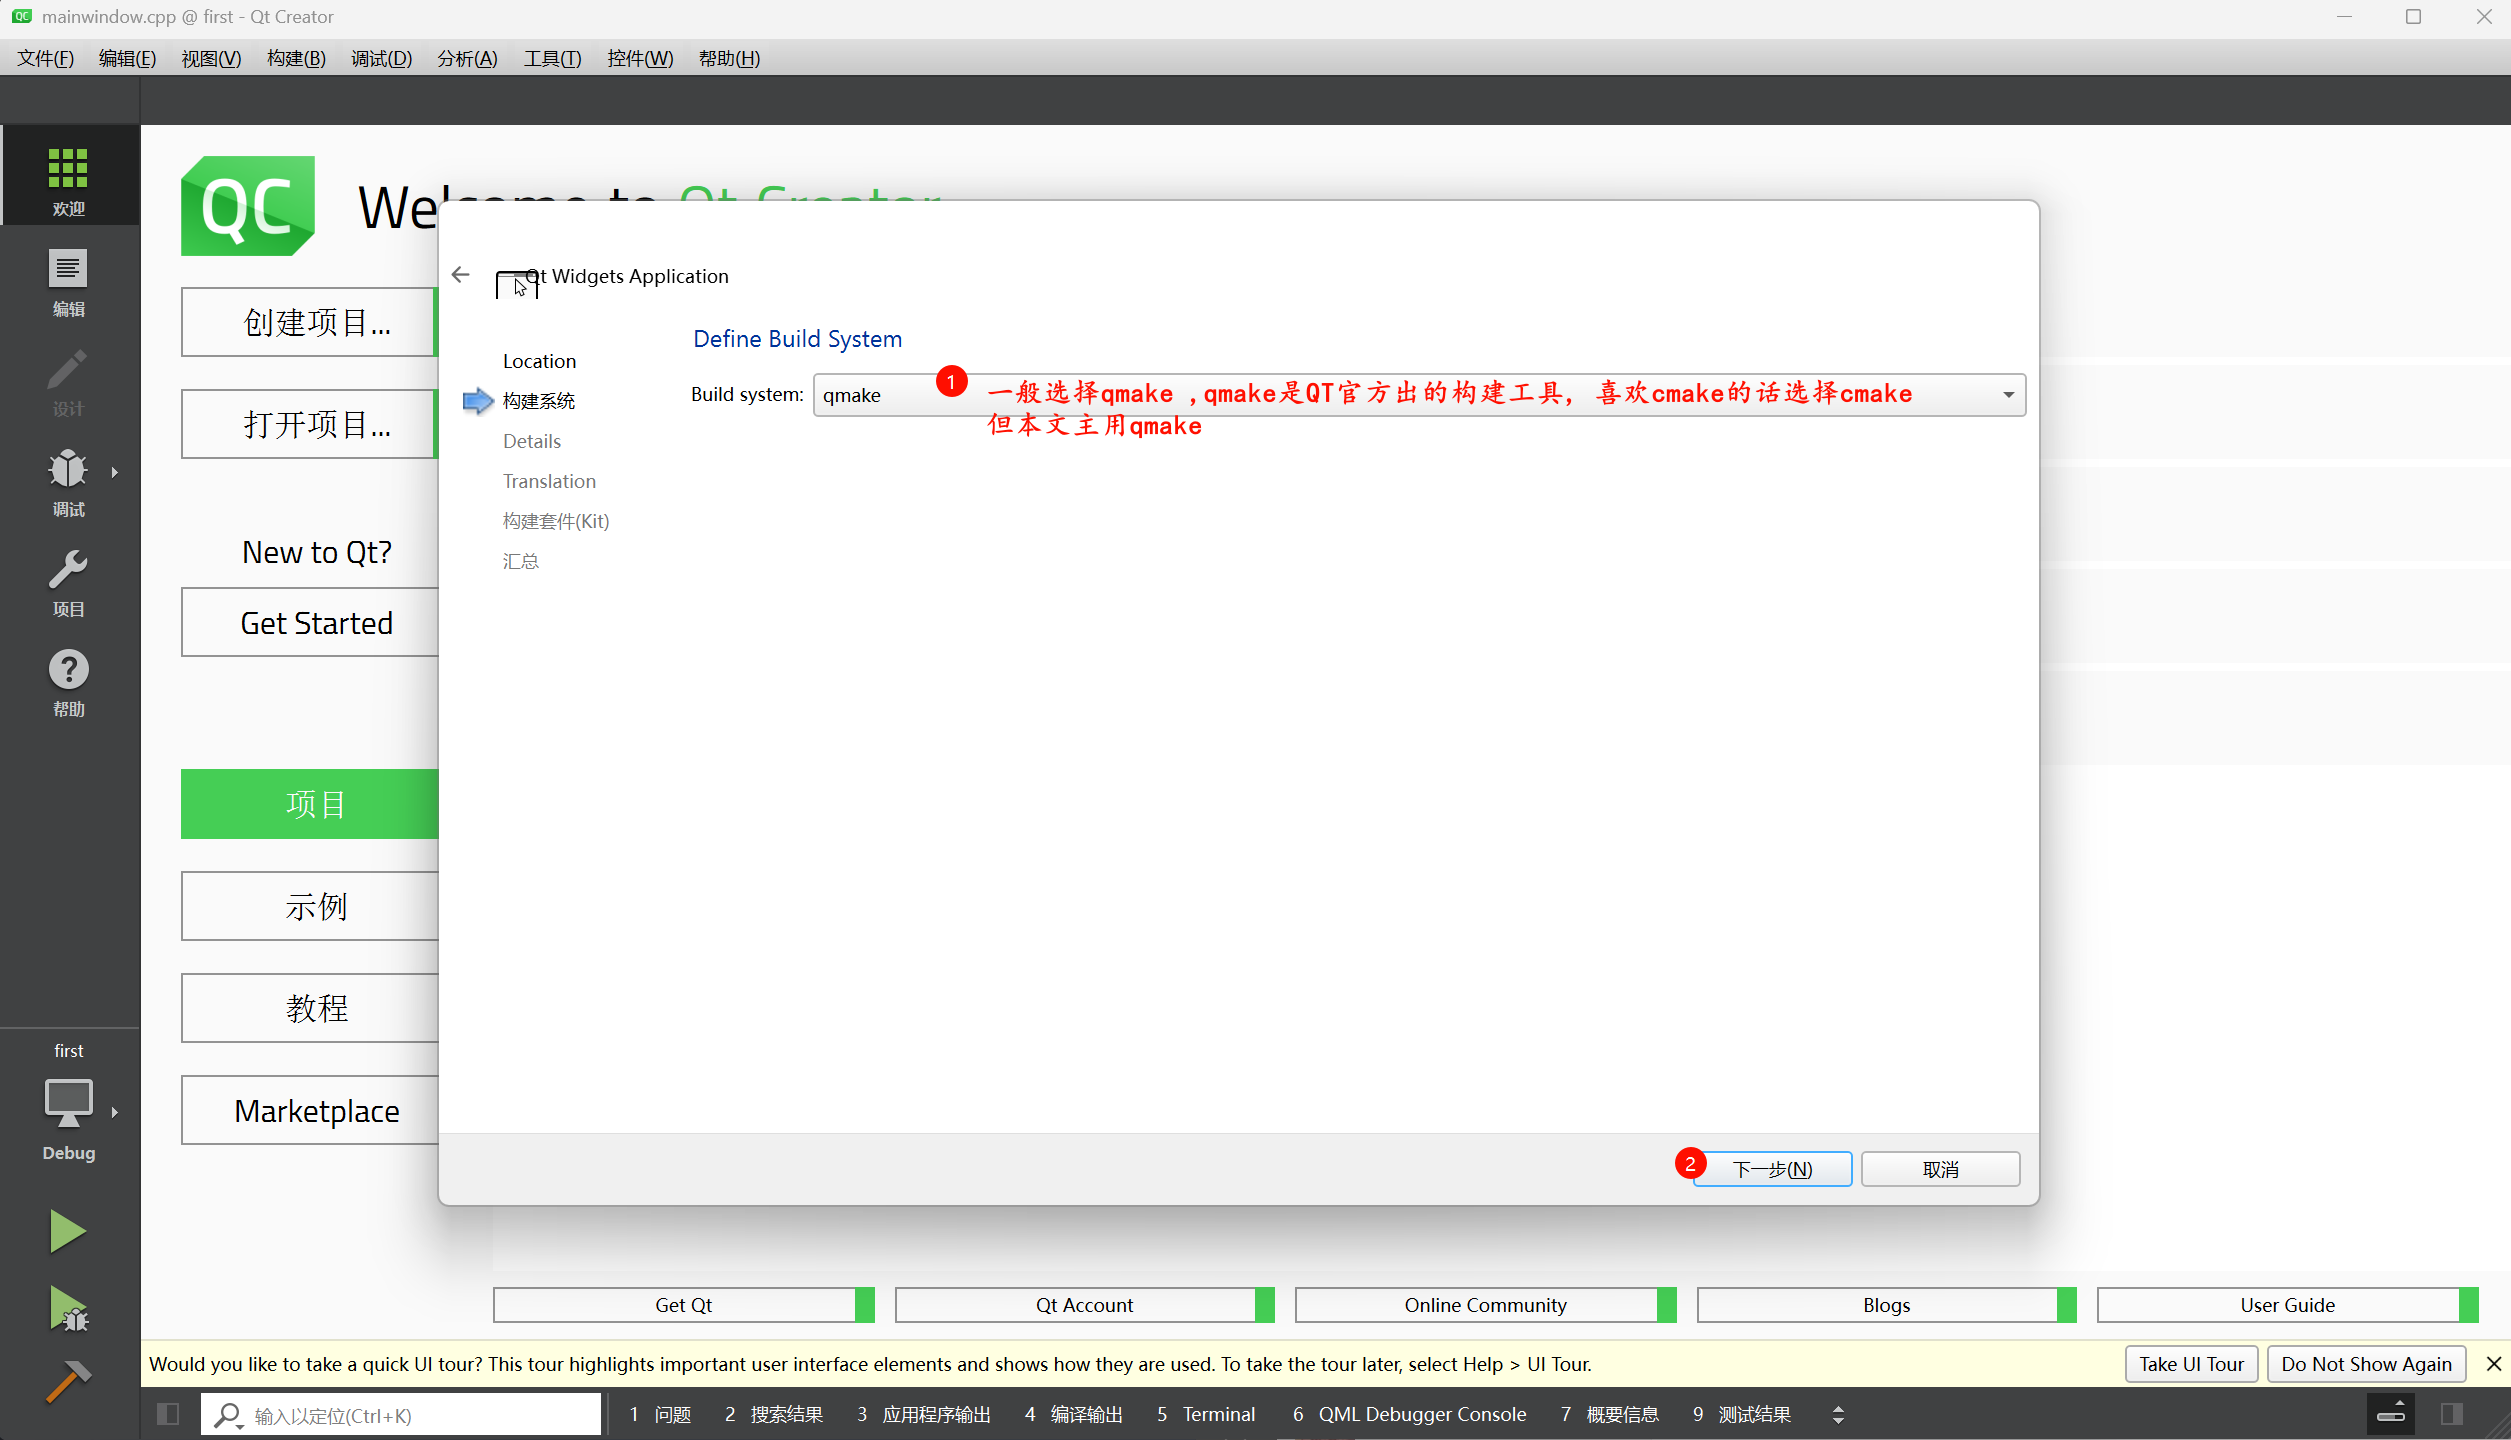 QC mainwindow.cpp @ first - Qt Creator
文件(F) 编辑(E) 视图(V) 构建(B) 调试(D) 分析(A) 工具(T) 控件(W) 帮助(H)
欢迎
编辑
设计
调试
项目
帮助
first
Debug
QC
Welcome to Qt Creator
创建项目...
打开项目...
New to Qt?
Get Started
项目
示例
教程
Marketplace
Qt Widgets Application
Location
构建系统
Details
Translation
构建套件(Kit)
汇总
Define Build System
Build system: qmake
1
一般选择qmake ,qmake是QT官方出的构建工具, 喜欢cmake的话选择cmake
但本文主用qmake
2
下一步(N) 取消
Get Qt Qt Account Online Community Blogs User Guide
Would you like to take a quick UI tour? This tour highlights important user interface elements and shows how they are used. To take the tour later, select Help > UI Tour. Take UI Tour Do Not Show Again
输入以定位(Ctrl+K) 1 问题 2 搜索结果 3 应用程序输出 4 编译输出 5 Terminal 6 QML Debugger Console 7 概要信息 9 测试结果